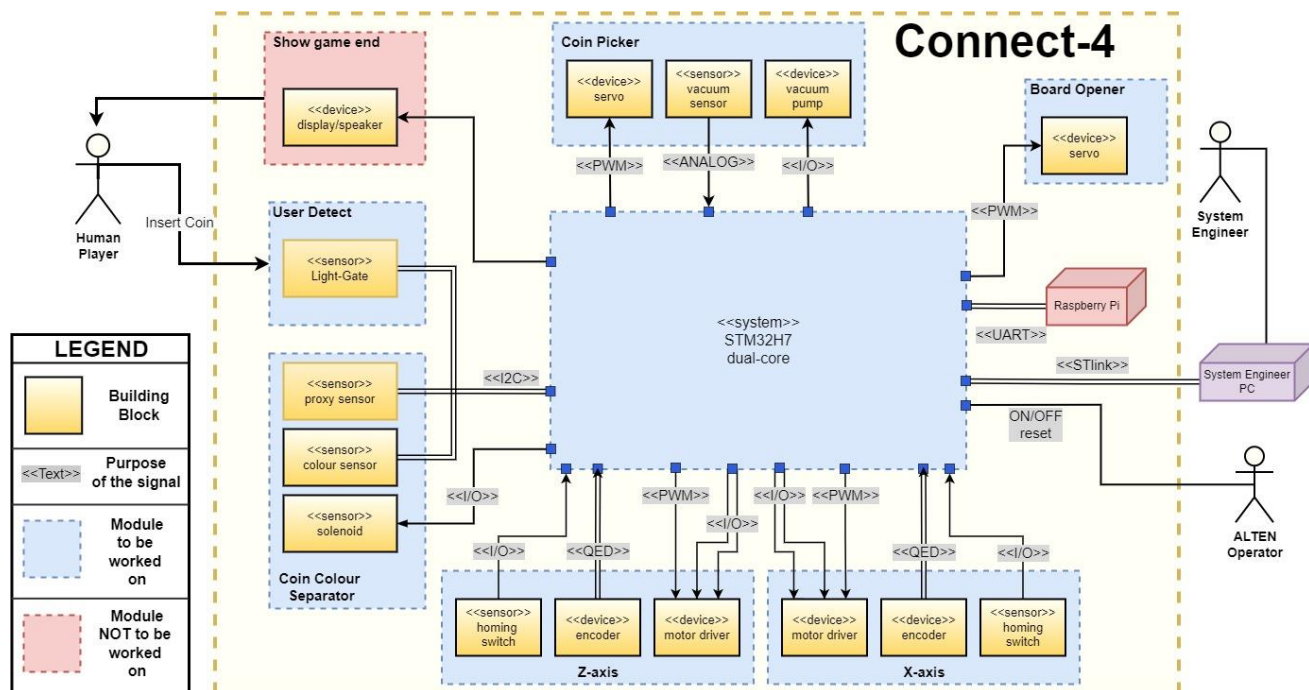 Connect-4
Show game end
<<device>>
display/speaker
Human
Player
Insert Coin
User Detect
<<sensor>>
Light-Gate
Coin Picker
<<device>>
servo
<<sensor>>
vacuum
sensor
<<device>>
vacuum
pump
<<PWM>>
<<ANALOG>>
<<I/O>>
Board Opener
<<device>>
servo
<<PWM>>
System
Engineer
<<system>>
STM32H7
dual-core
Raspberry Pi
<<UART>>
<<STlink>>
System Engineer
PC
ON/OFF
reset
ALTEN
Operator
<<sensor>>
proxy sensor
<<I2C>>
<<sensor>>
colour sensor
<<sensor>>
solenoid
<<I/O>>
Coin Colour
Separator
<<I/O>>
<<QED>>
<<PWM>>
<<I/O>>
<<I/O>>
<<PWM>>
<<QED>>
<<I/O>>
<<sensor>>
homing
switch
<<device>>
encoder
<<device>>
motor driver
Z-axis
<<device>>
motor driver
<<device>>
encoder
<<sensor>>
homing
switch
X-axis
LEGEND
Building
Block
<<Text>>
Purpose
of the signal
Module
to be
worked
on
Module
NOT to be
worked
on